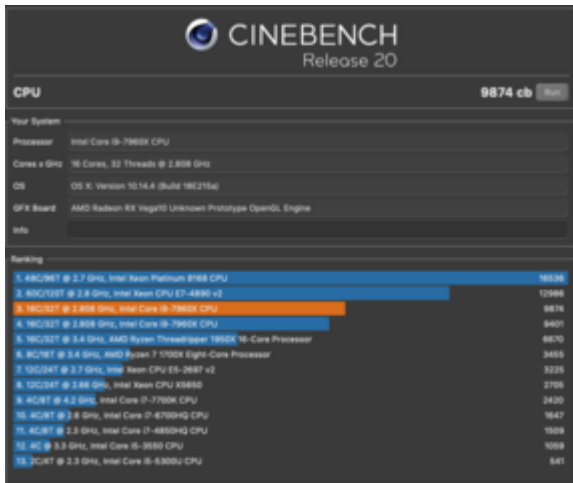 CINEBENCH
Release 20
CPU 9874 cb Run
Your System
Processor Intel Core i9-7960X CPU
Cores x GHz 16 Cores, 32 Threads @ 2.808 GHz
OS OS X: Version 10.14.4 (Build 18E215a)
GFX Board AMD Radeon RX Vega10 Unknown Prototype OpenGL Engine
Info
Ranking
1. 48C/96T @ 2.7 GHz, Intel Xeon Platinum 8168 CPU 16536
2. 60C/120T @ 2.8 GHz, Intel Xeon CPU E7-4890 v2 12986
3. 16C/32T @ 2.808 GHz, Intel Core i9-7960X CPU 9874
4. 16C/32T @ 2.808 GHz, Intel Core i9-7960X CPU 9401
5. 16C/32T @ 3.4 GHz, AMD Ryzen Threadripper 1950X 16-Core Processor 6670
6. 8C/16T @ 3.4 GHz, AMD Ryzen 7 1700X Eight-Core Processor 3455
7. 12C/24T @ 2.7 GHz, Intel Xeon CPU E5-2697 v2 3225
8. 12C/24T @ 2.66 GHz, Intel Xeon CPU X5650 2705
9. 4C/8T @ 4.2 GHz, Intel Core i7-7700K CPU 2420
10. 4C/8T @ 2.6 GHz, Intel Core i7-6700HQ CPU 1647
11. 4C/8T @ 2.3 GHz, Intel Core i7-4850HQ CPU 1509
12. 4C @ 3.3 GHz, Intel Core i5-3550 CPU 1059
13. 2C/4T @ 2.3 GHz, Intel Core i5-5300U CPU 541